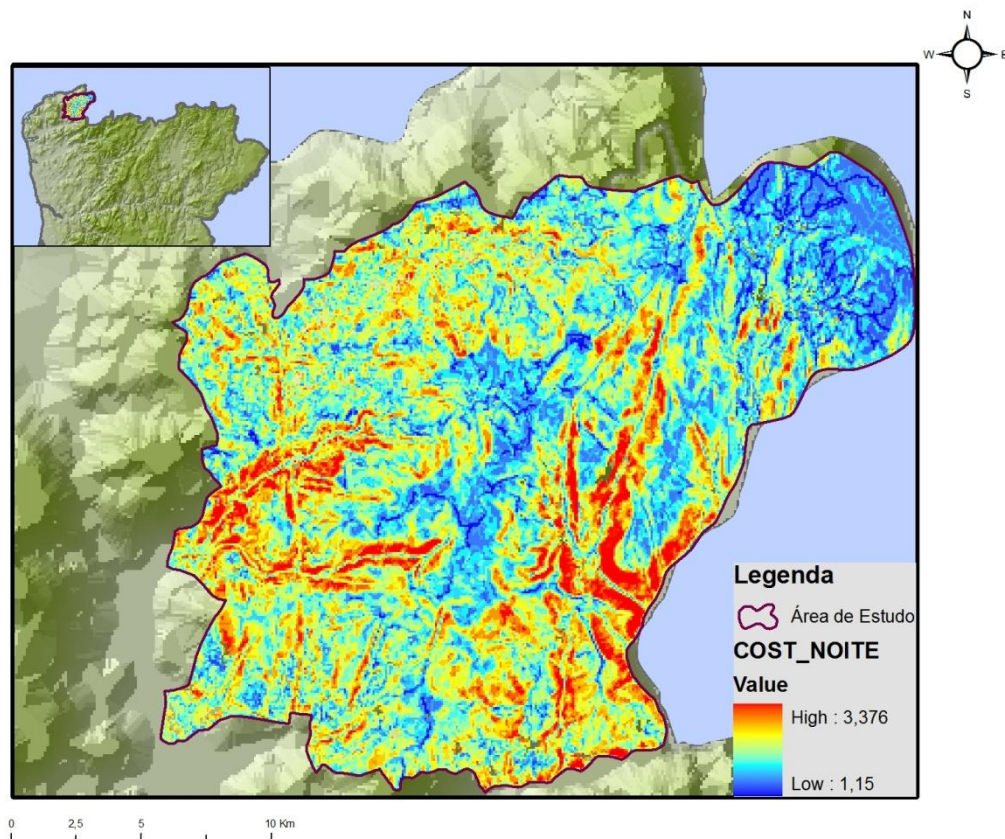 N
W E
S
Legenda
Área de Estudo
COST_NOITE
Value
High : 3,376
Low : 1,15
0 2,5 5 10 Km